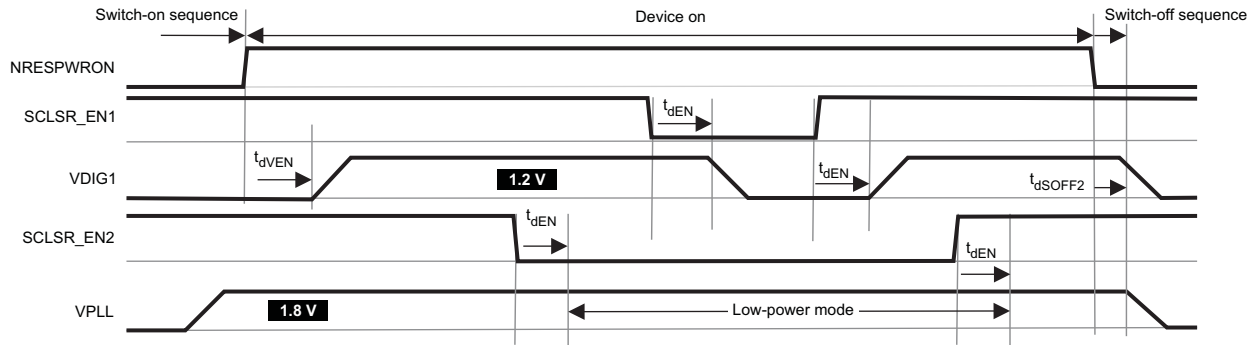 Switch-on sequence
Device on
Switch-off sequence
NRESPWRON
SCLSR_EN1
tdEN
tdVEN
VDIG1
1.2 V
tdEN
tdSOFF2
SCLSR_EN2
tdEN
tdEN
VPLL
1.8 V
Low-power mode